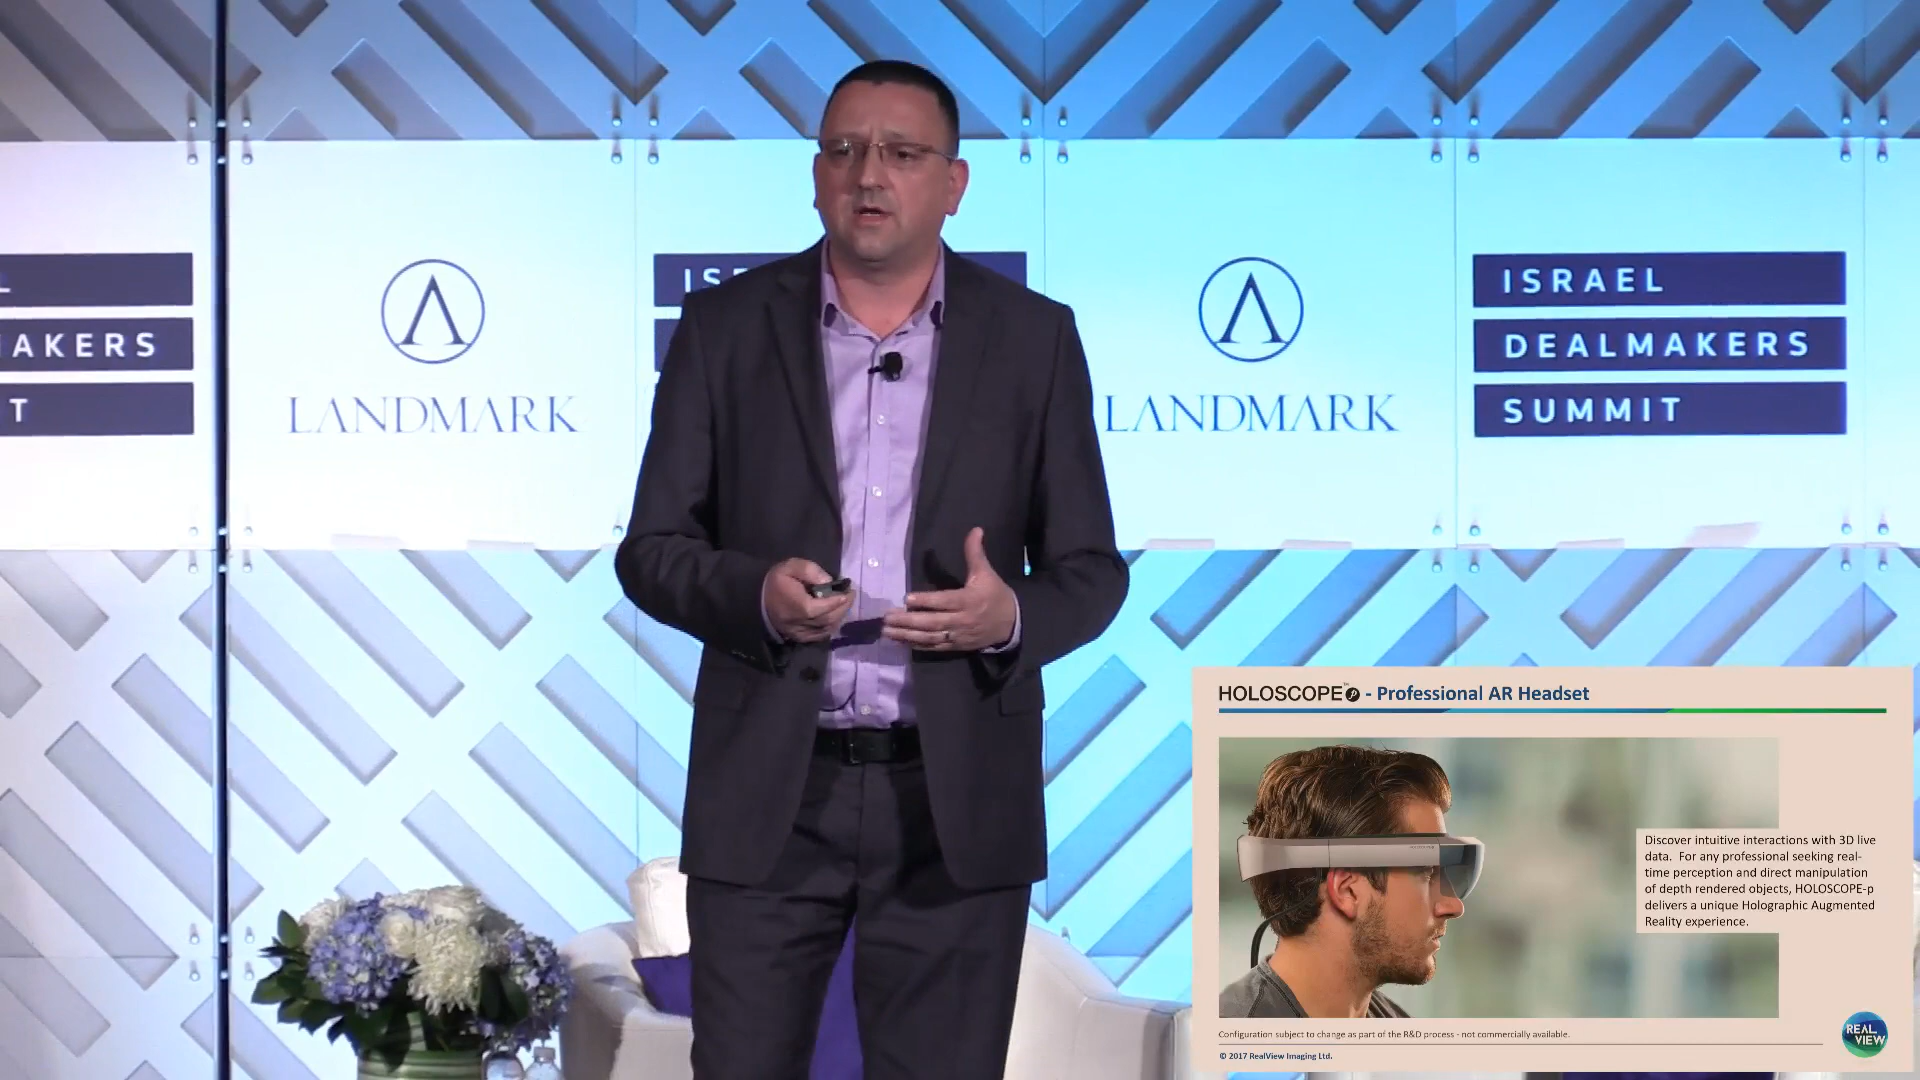 L
AKERS
T
LANDMARK
IS
LANDMARK
ISRAEL
DEALMAKERS
SUMMIT
HOLOSCOPE™p - Professional AR Headset
Discover intuitive interactions with 3D live
data. For any professional seeking real-
time perception and direct manipulation
of depth rendered objects, HOLOSCOPE-p
delivers a unique Holographic Augmented
Reality experience.
Configuration subject to change as part of the R&D process - not commercially available.
© 2017 RealView Imaging Ltd.
REAL
VIEW